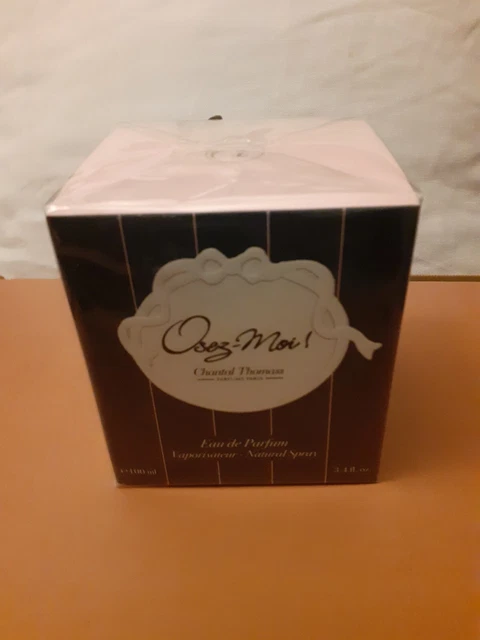 Osez-Moi!
Chantal Thomass
PARFUMS PARIS
Eau de Parfum
Vaporisateur - Natural Spray
℮100 ml
3.4 fl. oz.